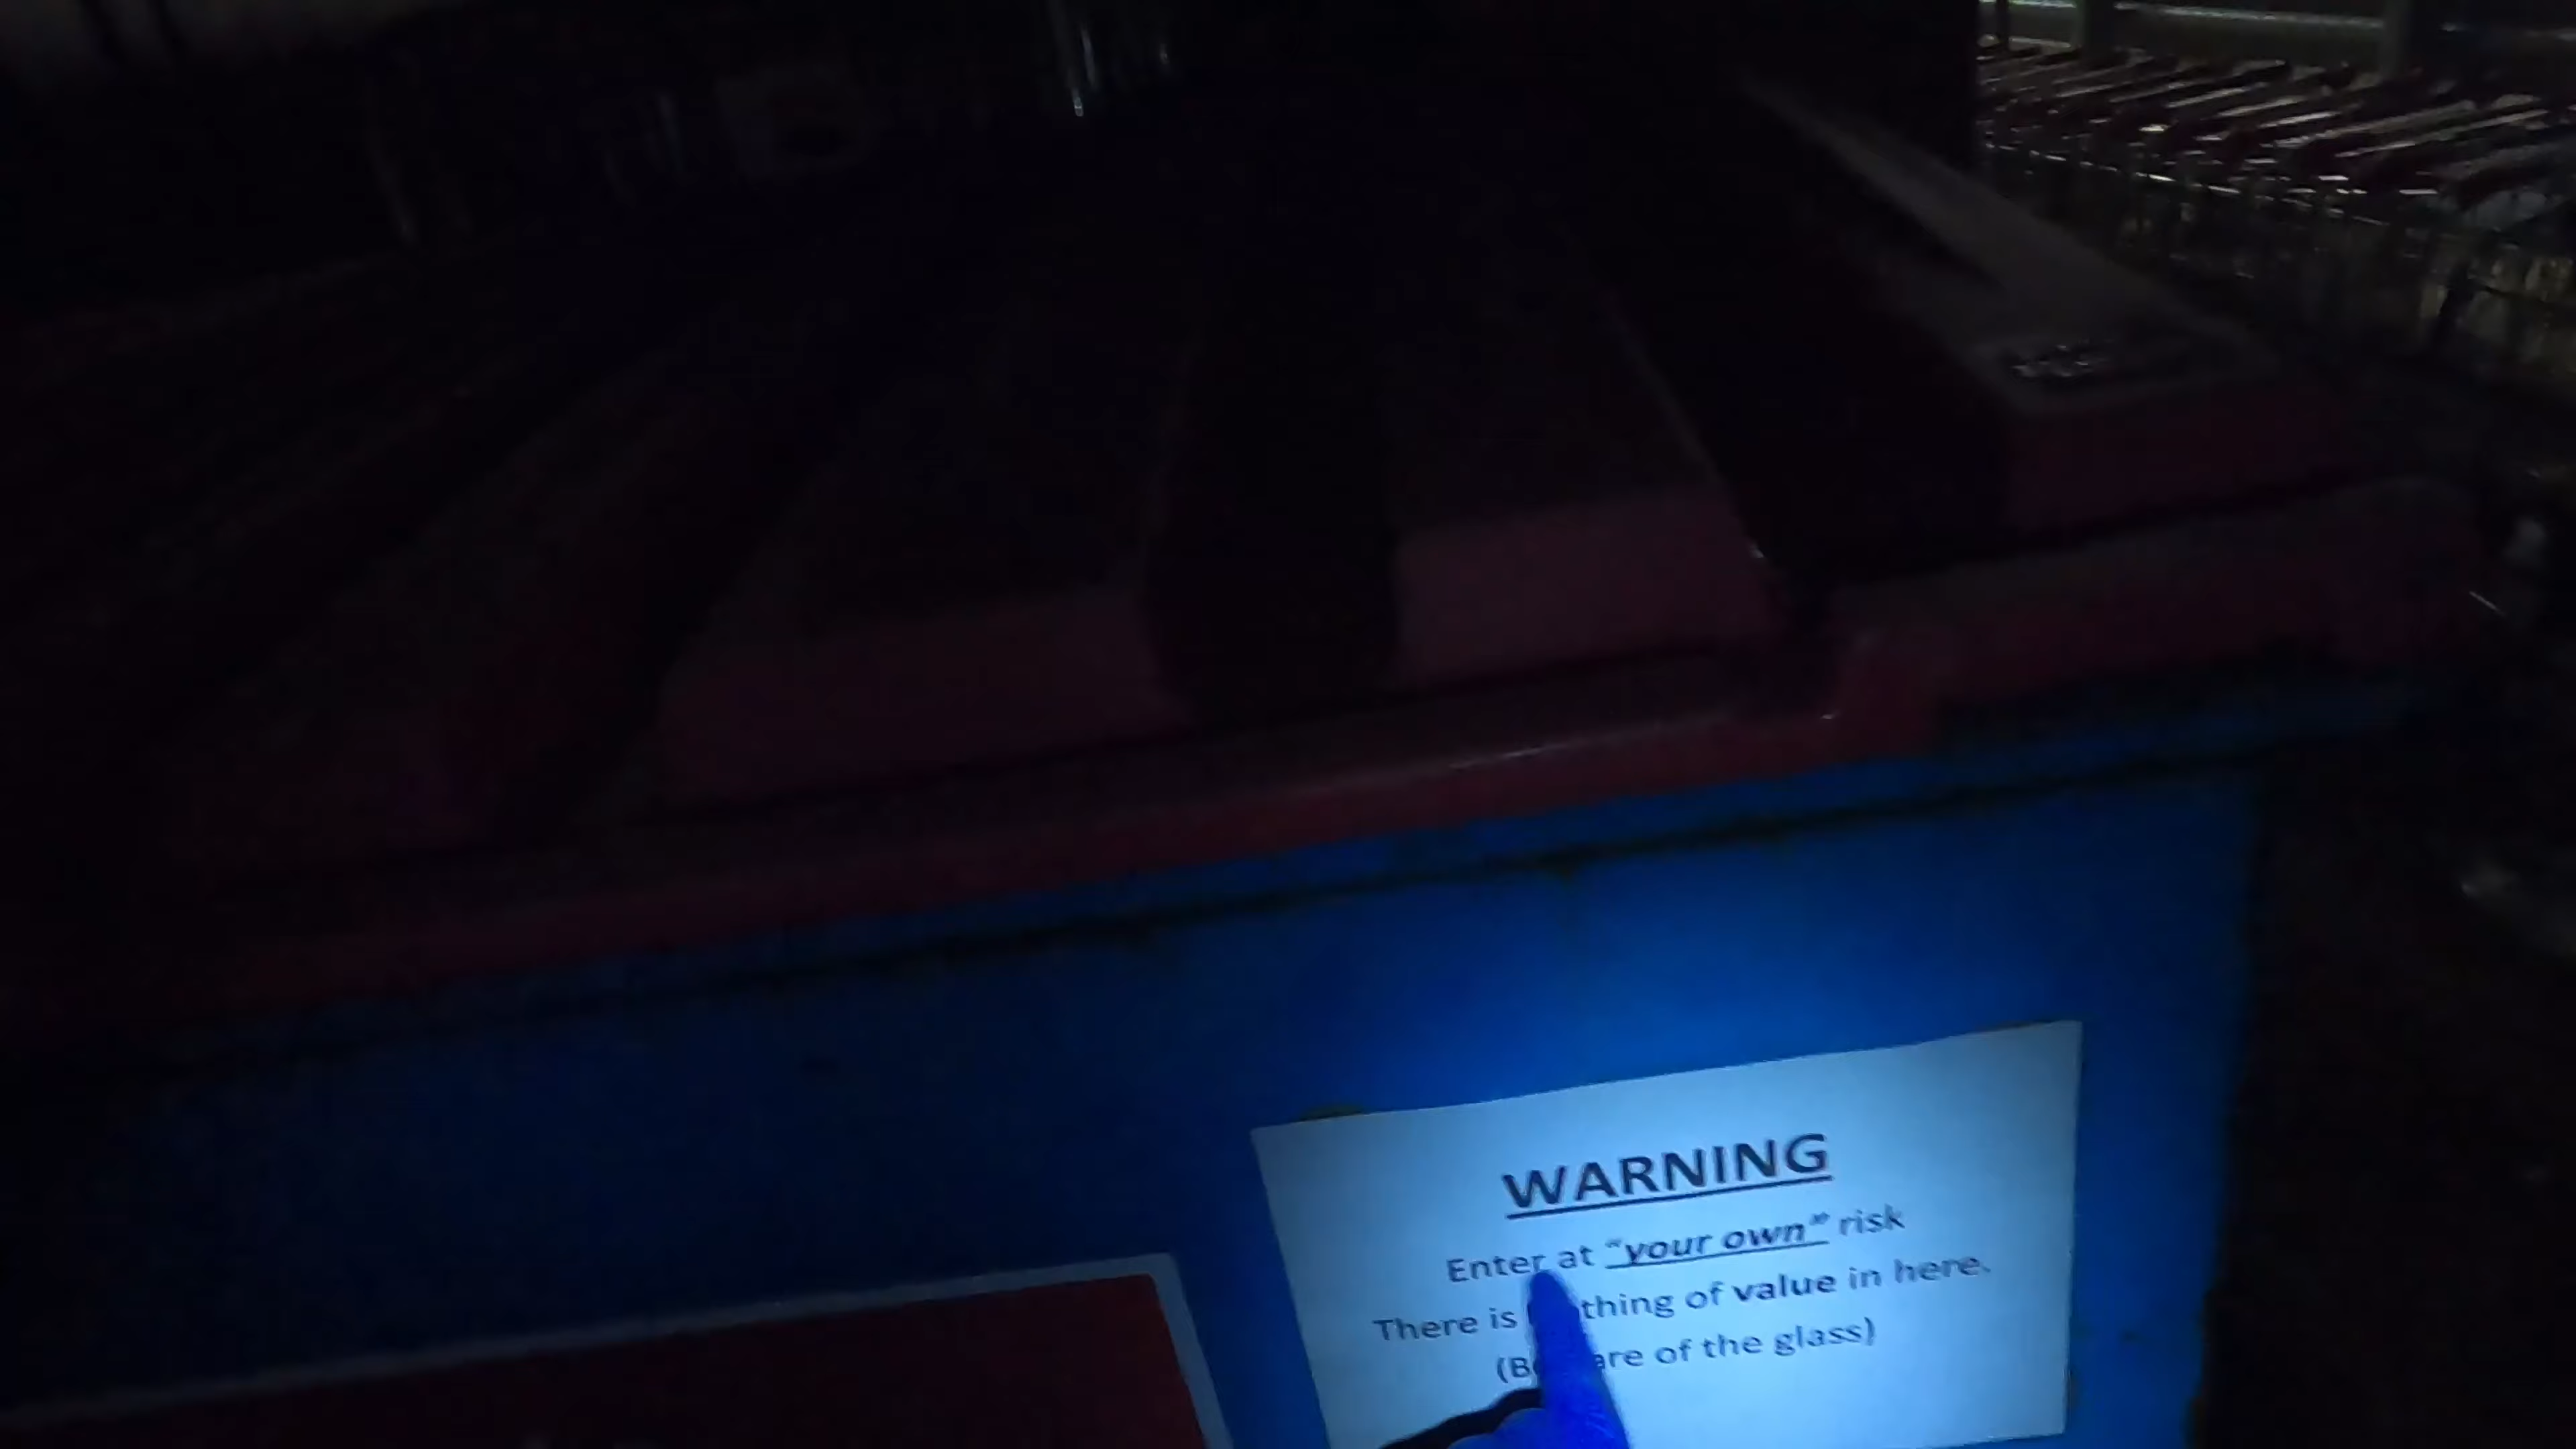 WARNING
Enter at "your own" risk
There is thing of value in here.
are of the glass)